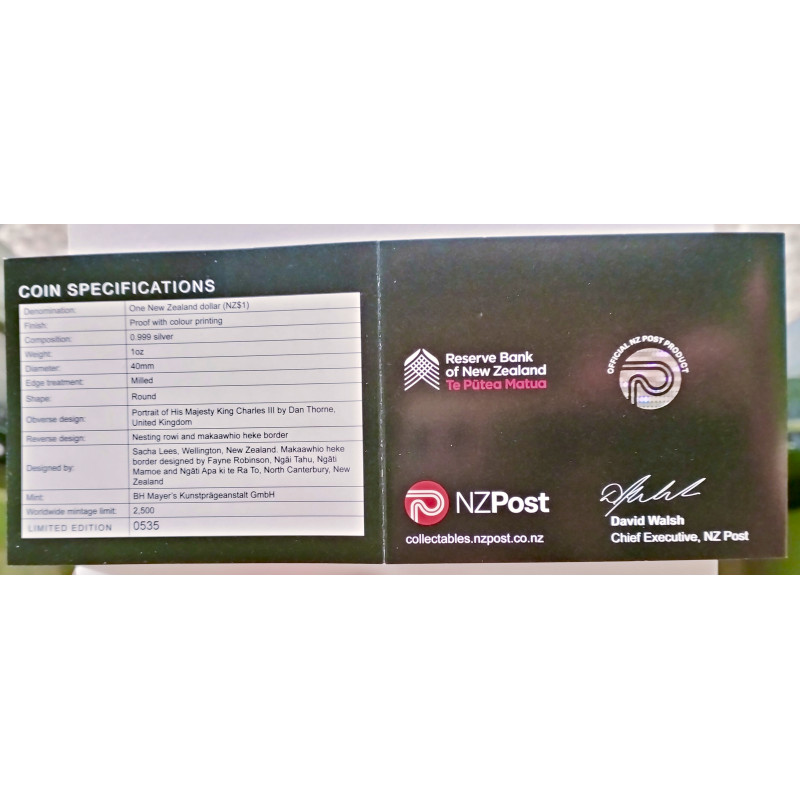 COIN SPECIFICATIONS
Denomination: One New Zealand dollar (NZ$1)
Finish: Proof with colour printing
Composition: 0.999 silver
Weight: 1oz
Diameter: 40mm
Edge treatment: Milled
Shape: Round
Obverse design: Portrait of His Majesty King Charles III by Dan Thorne,
United Kingdom
Reverse design: Nesting rowi and makaawhio heke border
Designed by: Sacha Lees, Wellington, New Zealand. Makaawhio heke
border designed by Fayne Robinson, Ngāi Tahu, Ngāti
Mamoe and Ngāti Apa ki te Ra To, North Canterbury, New
Zealand
Mint: BH Mayer's Kunstprägeanstalt GmbH
Worldwide mintage limit: 2,500
LIMITED EDITION 0535
Reserve Bank
of New Zealand
Te Pūtea Matua
OFFICIAL NZ POST PRODUCT
NZPost
collectables.nzpost.co.nz
David Walsh
Chief Executive, NZ Post